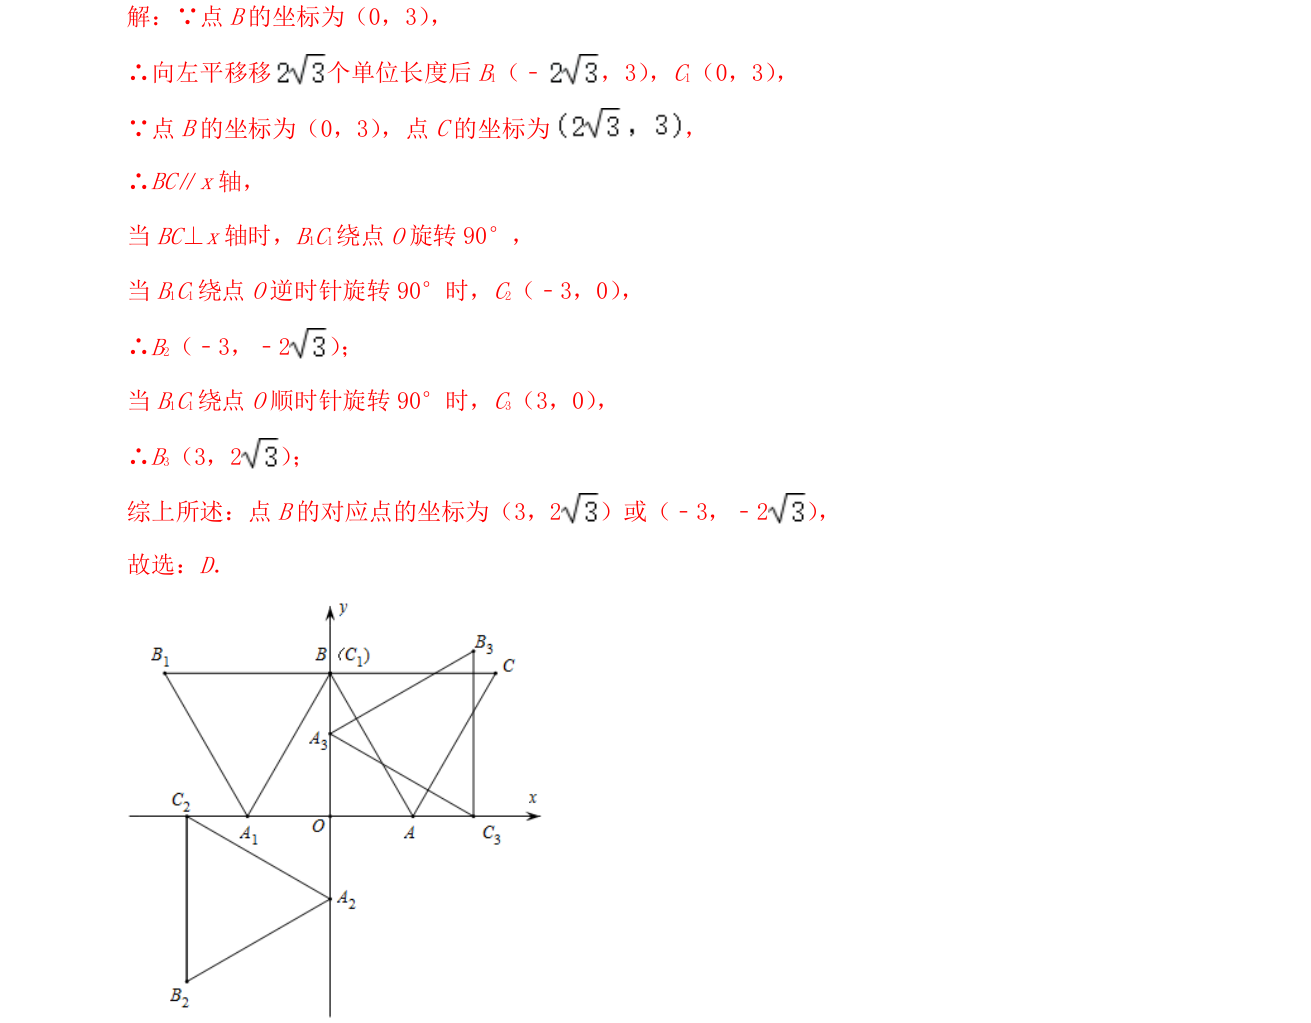 解：∵点B的坐标为（0，3），
∴向左平移移2√3个单位长度后B1（﹣2√3，3），C1（0，3），
∵点B的坐标为（0，3），点C的坐标为(2√3，3)，
∴BC∥x轴，
当BC⊥x轴时，B1C1绕点O旋转90°，
当B1C1绕点O逆时针旋转90°时，C2（﹣3，0），
∴B2（﹣3，﹣2√3）；
当B1C1绕点O顺时针旋转90°时，C3（3，0），
∴B3（3，2√3）；
综上所述：点B的对应点的坐标为（3，2√3）或（﹣3，﹣2√3），
故选：D．
y
B3
B1 B (C1) C
A3
C2 x
A1 O A C3
A2
B2